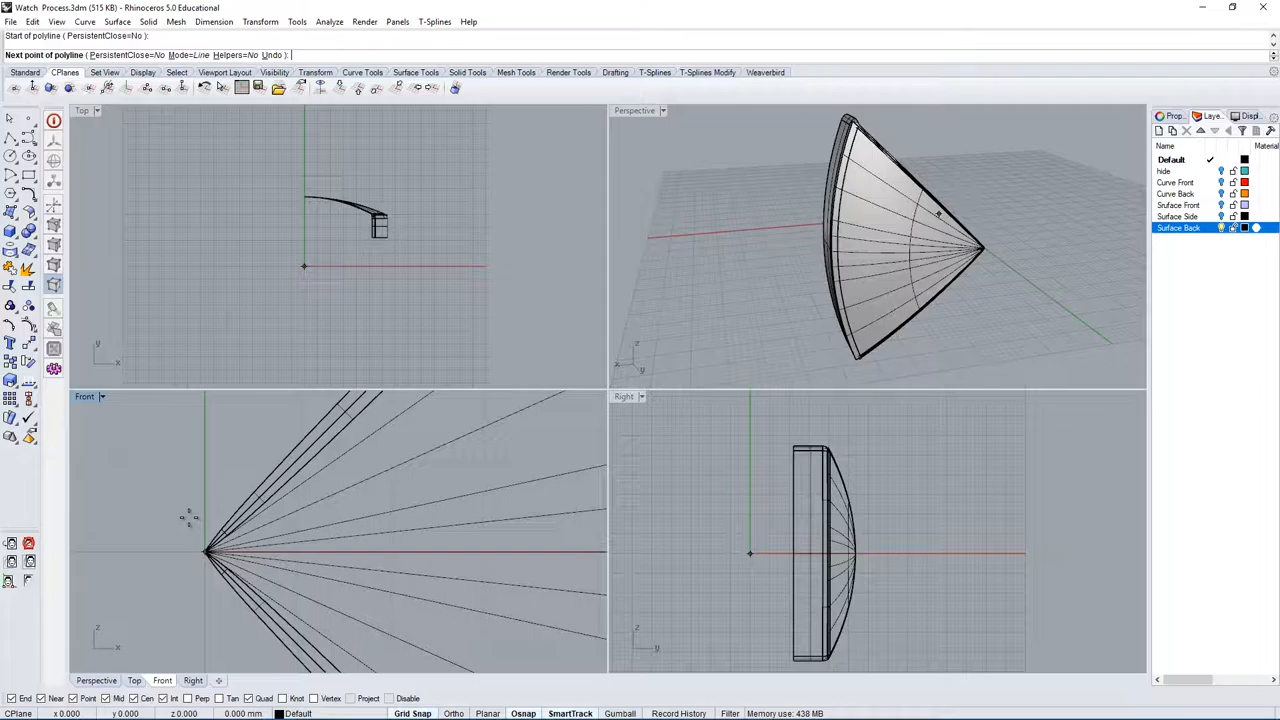 Watch Process.3dm (515 KB) - Rhinoceros 5.0 Educational
File Edit View Curve Surface Solid Mesh Dimension Transform Tools Analyze Render Panels T-Splines Help
Start of polyline ( PersistentClose=No ):
Next point of polyline ( PersistentClose=No Mode=Line Helpers=No Undo ):
Standard CPlanes Set View Display Select Viewport Layout Visibility Transform Curve Tools Surface Tools Solid Tools Mesh Tools Render Tools Drafting T-Splines T-Splines Modify Weaverbird
Top
Perspective
Prop... Laye... Displ...
Name Material
Default
hide
Curve Front
Curve Back
Sruface Front
Surface Side
Surface Back
y
x
z
x
y
Front
Right
z
x
z
y
Perspective Top Front Right
End Near Point Mid Cen Int Perp Tan Quad Knot Vertex Project Disable
CPlane x 0.000 y 0.000 z 0.000 0.000 mm Default Grid Snap Ortho Planar Osnap SmartTrack Gumball Record History Filter Memory use: 438 MB